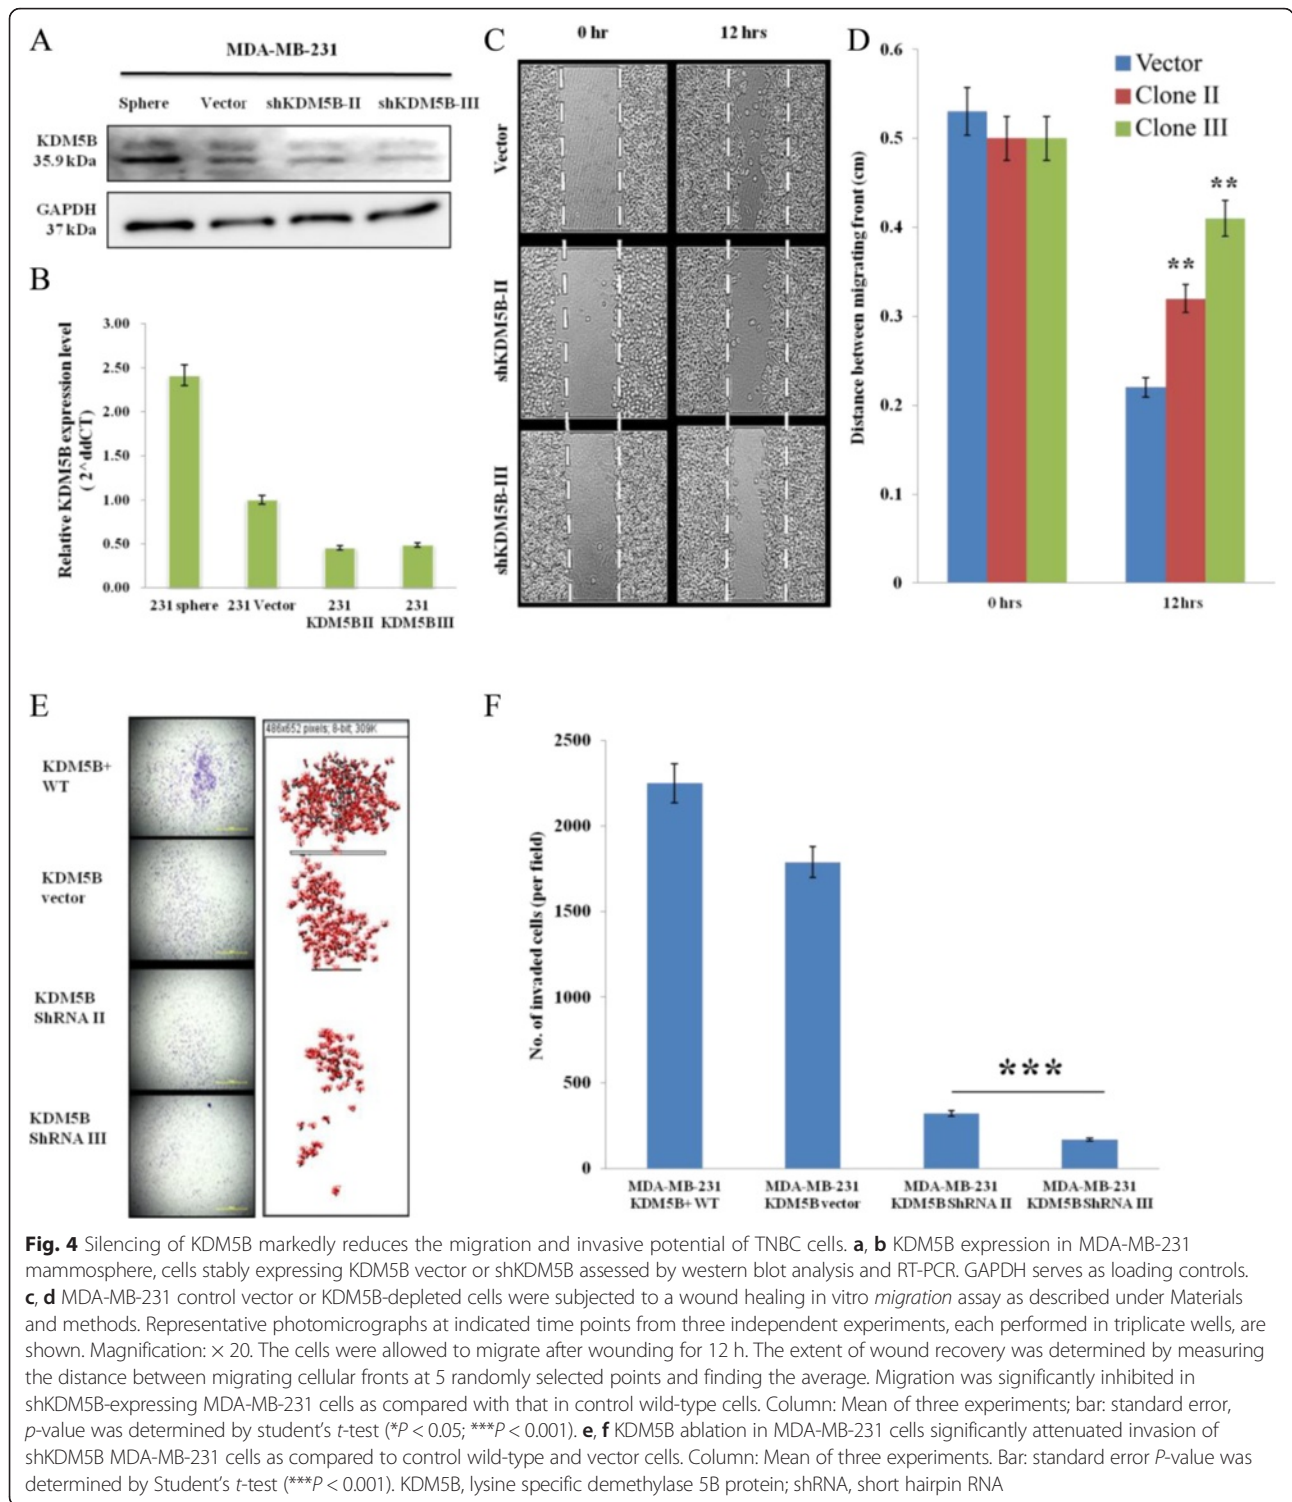 A
MDA-MB-231
Sphere Vector shKDM5B-II shKDM5B-III
KDM5B
35.9 kDa
GAPDH
37 kDa
B
Relative KDM5B expression level
( 2^ddCT)
3.00
2.50
2.00
1.50
1.00
0.50
0.00
231 sphere 231 Vector 231 KDM5BII 231 KDM5BIII
C
0 hr 12 hrs
Vector
shKDM5B-II
shKDM5B-III
D
Distance between migrating front (cm)
0.6
0.5
0.4
0.3
0.2
0.1
0
Vector
Clone II
Clone III
**
**
0 hrs 12hrs
E
486x652 pixels; 8-bit; 309K
KDM5B+
WT
KDM5B
vector
KDM5B
ShRNA II
KDM5B
ShRNA III
F
No. of invaded cells (per field)
2500
2000
1500
1000
500
0
***
MDA-MB-231 MDA-MB-231 MDA-MB-231 MDA-MB-231
KDM5B+ WT KDM5B vector KDM5B ShRNA II KDM5B ShRNA III
Fig. 4 Silencing of KDM5B markedly reduces the migration and invasive potential of TNBC cells. a, b KDM5B expression in MDA-MB-231
mammosphere, cells stably expressing KDM5B vector or shKDM5B assessed by western blot analysis and RT-PCR. GAPDH serves as loading controls.
c, d MDA-MB-231 control vector or KDM5B-depleted cells were subjected to a wound healing in vitro migration assay as described under Materials
and methods. Representative photomicrographs at indicated time points from three independent experiments, each performed in triplicate wells, are
shown. Magnification: × 20. The cells were allowed to migrate after wounding for 12 h. The extent of wound recovery was determined by measuring
the distance between migrating cellular fronts at 5 randomly selected points and finding the average. Migration was significantly inhibited in
shKDM5B-expressing MDA-MB-231 cells as compared with that in control wild-type cells. Column: Mean of three experiments; bar: standard error,
p-value was determined by student's t-test (*P < 0.05; ***P < 0.001). e, f KDM5B ablation in MDA-MB-231 cells significantly attenuated invasion of
shKDM5B MDA-MB-231 cells as compared to control wild-type and vector cells. Column: Mean of three experiments. Bar: standard error P-value was
determined by Student's t-test (***P < 0.001). KDM5B, lysine specific demethylase 5B protein; shRNA, short hairpin RNA